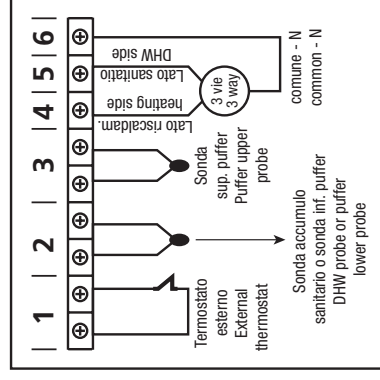 1
2
3
4
5
6
Termostato
esterno
External
thermostat
Sonda accumulo
sanitario o sonda inf. puffer
DHW probe or puffer
lower probe
Sonda
sup. puffer
Puffer upper
probe
Lato riscaldam.
heating side
Lato sanitatio
DHW side
3 vie
3 way
comune - N
common - N